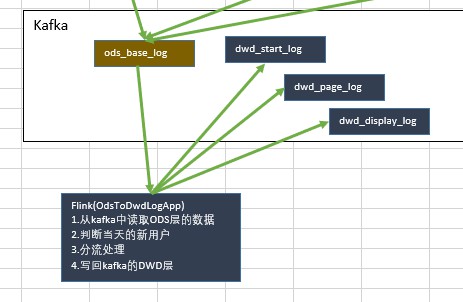 Kafka
ods_base_log
dwd_start_log
dwd_page_log
dwd_display_log
Flink(OdsToDwdLogApp)
1.从kafka中读取ODS层的数据
2.判断当天的新用户
3.分流处理
4.写回kafka的DWD层